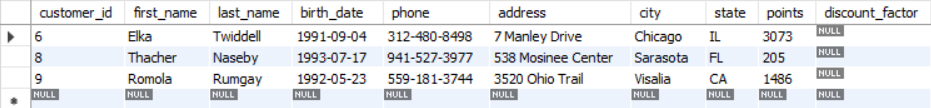 customer_id first_name last_name birth_date phone address city state points discount_factor
6 Elka Twiddell 1991-09-04 312-480-8498 7 Manley Drive Chicago IL 3073 NULL
8 Thacher Naseby 1993-07-17 941-527-3977 538 Mosinee Center Sarasota FL 205 NULL
9 Romola Rumgay 1992-05-23 559-181-3744 3520 Ohio Trail Visalia CA 1486 NULL
NULL NULL NULL NULL NULL NULL NULL NULL NULL NULL